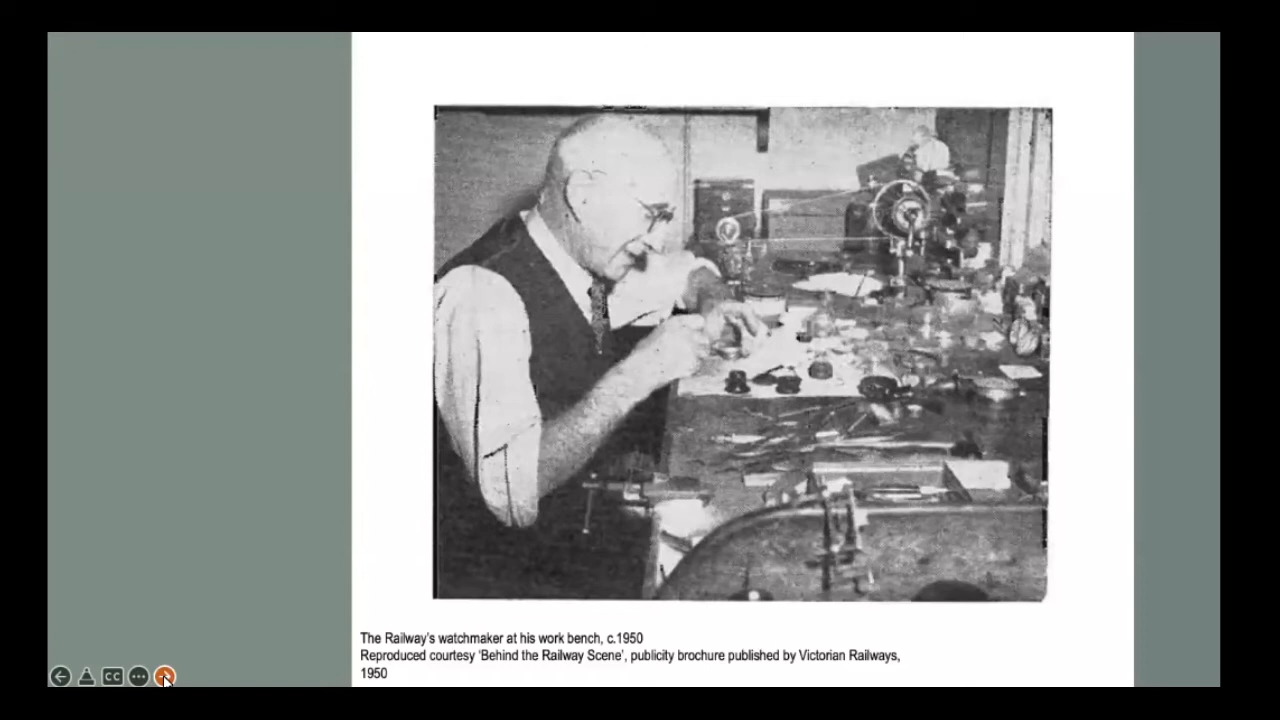 The Railway's watchmaker at his work bench, c.1950
Reproduced courtesy 'Behind the Railway Scene', publicity brochure published by Victorian Railways,
1950
CC